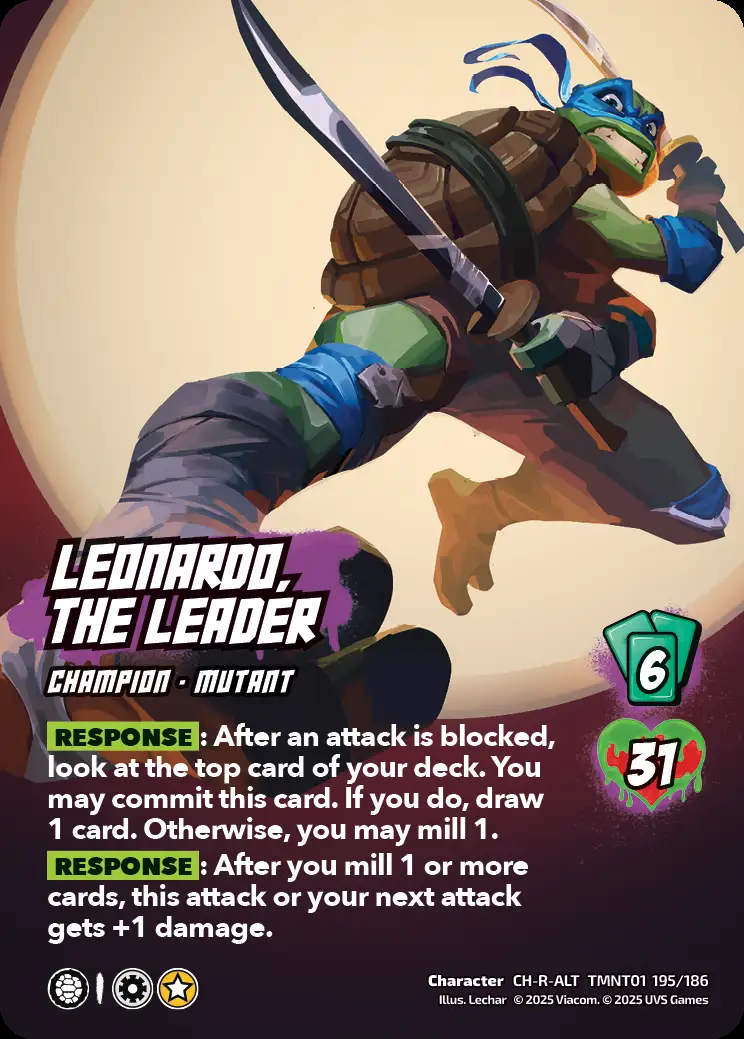 LEONARDO,
THE LEADER
CHAMPION · MUTANT
6
31
RESPONSE: After an attack is blocked,
look at the top card of your deck. You
may commit this card. If you do, draw
1 card. Otherwise, you may mill 1.
RESPONSE: After you mill 1 or more
cards, this attack or your next attack
gets +1 damage.
Character CH-R-ALT TMNT01 195/186
Illus. Lechar © 2025 Viacom. © 2025 UVS Games